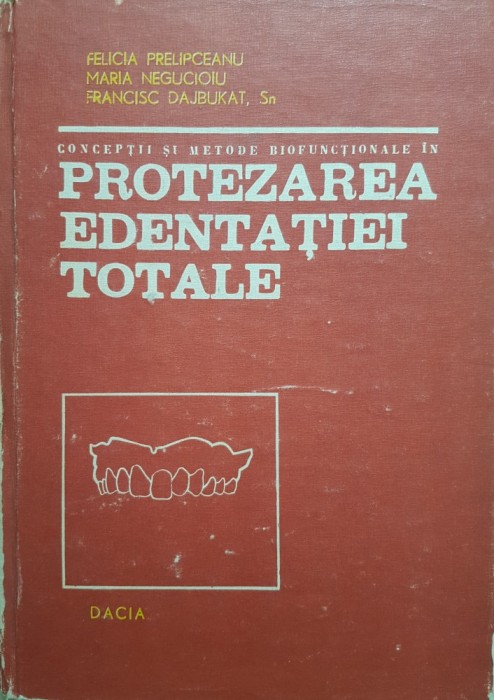 FELICIA PRELIPCEANU
MARIA NEGUCIOIU
FRANCISC DAJBUKAT, Sn
CONCEPȚII ȘI METODE BIOFUNCȚIONALE ÎN
PROTEZAREA
EDENTAȚIEI
TOTALE
DACIA